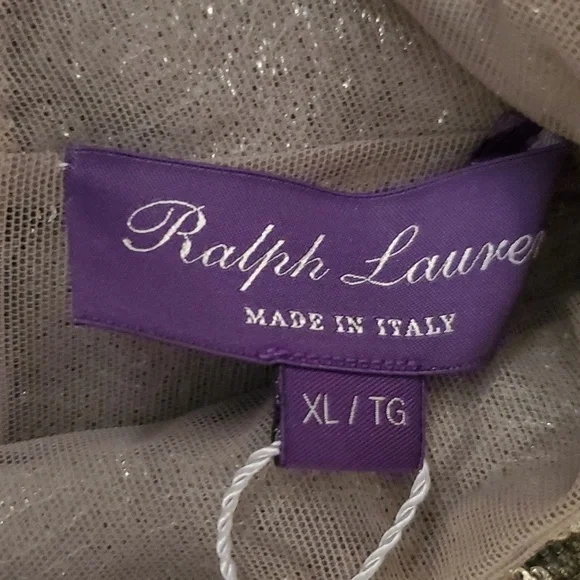 Ralph Lauren
MADE IN ITALY
XL / TG